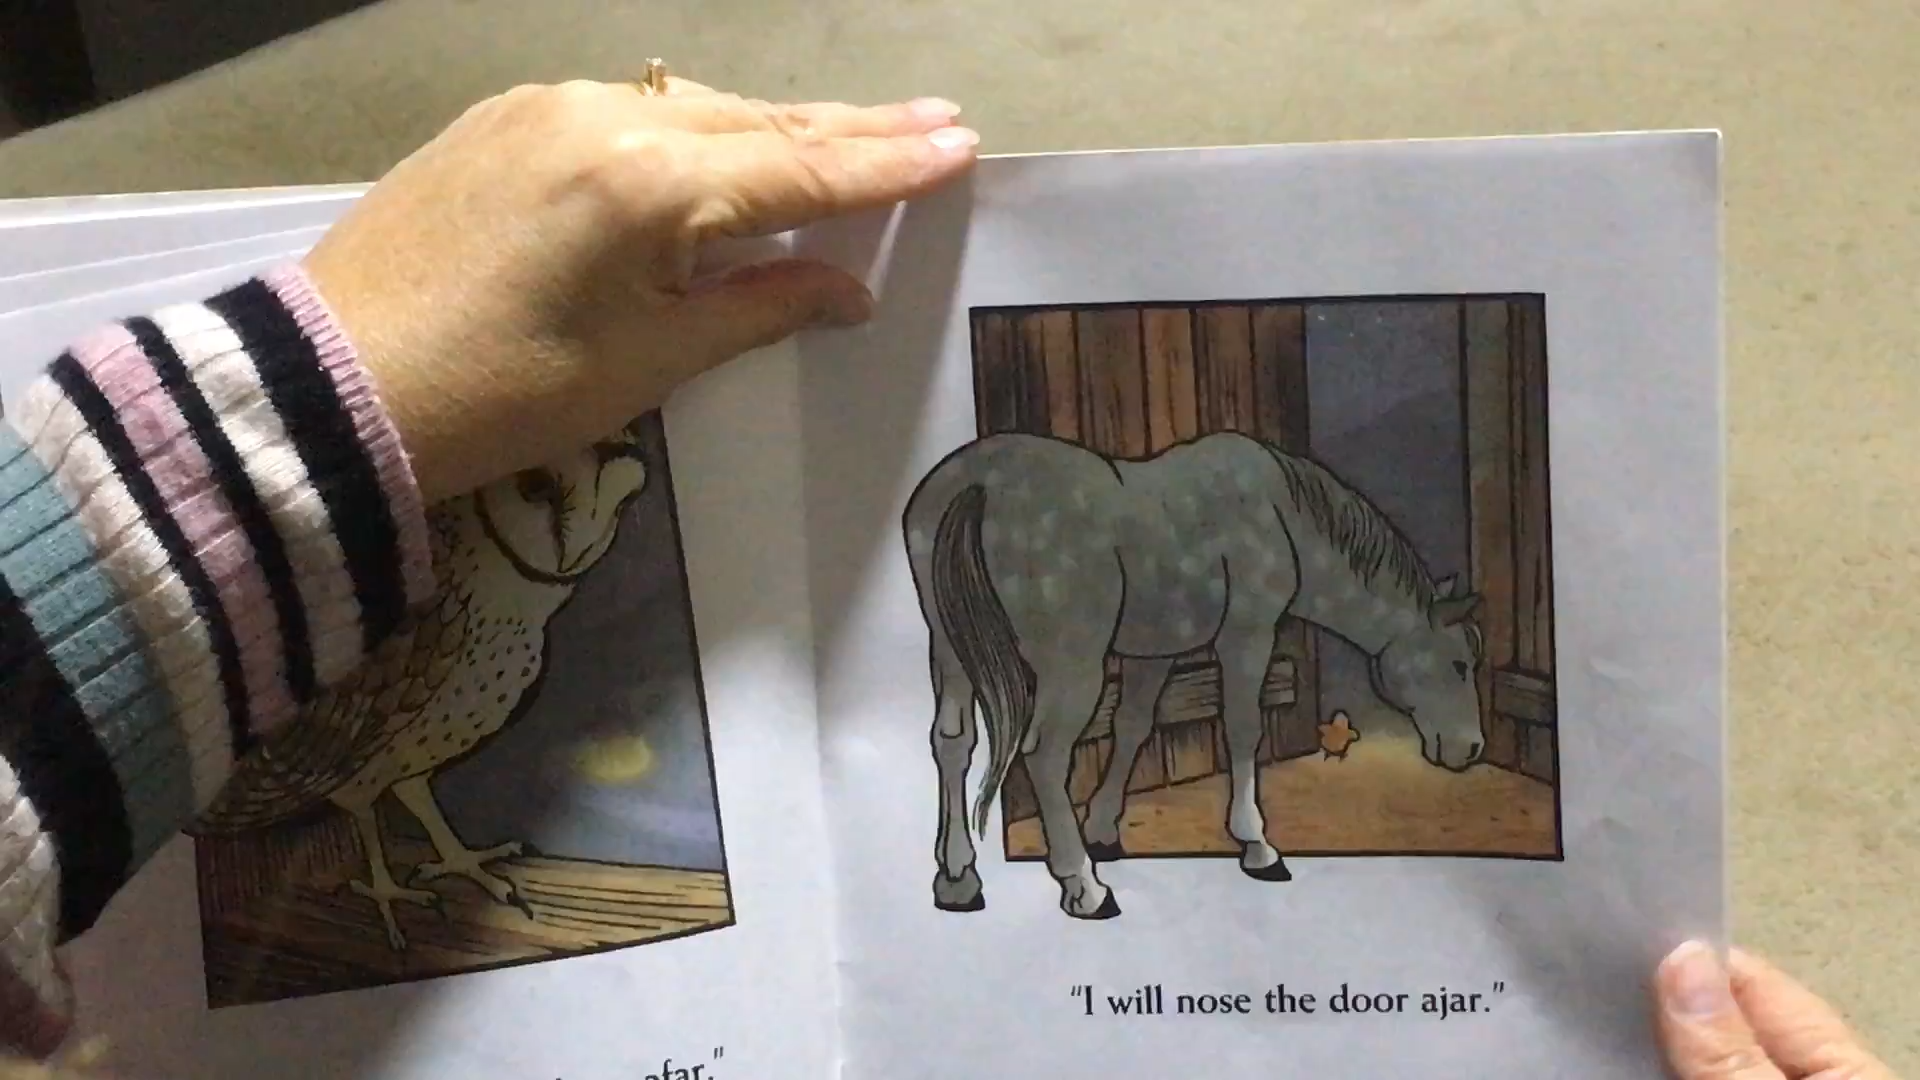 afar."
"I will nose the door ajar."